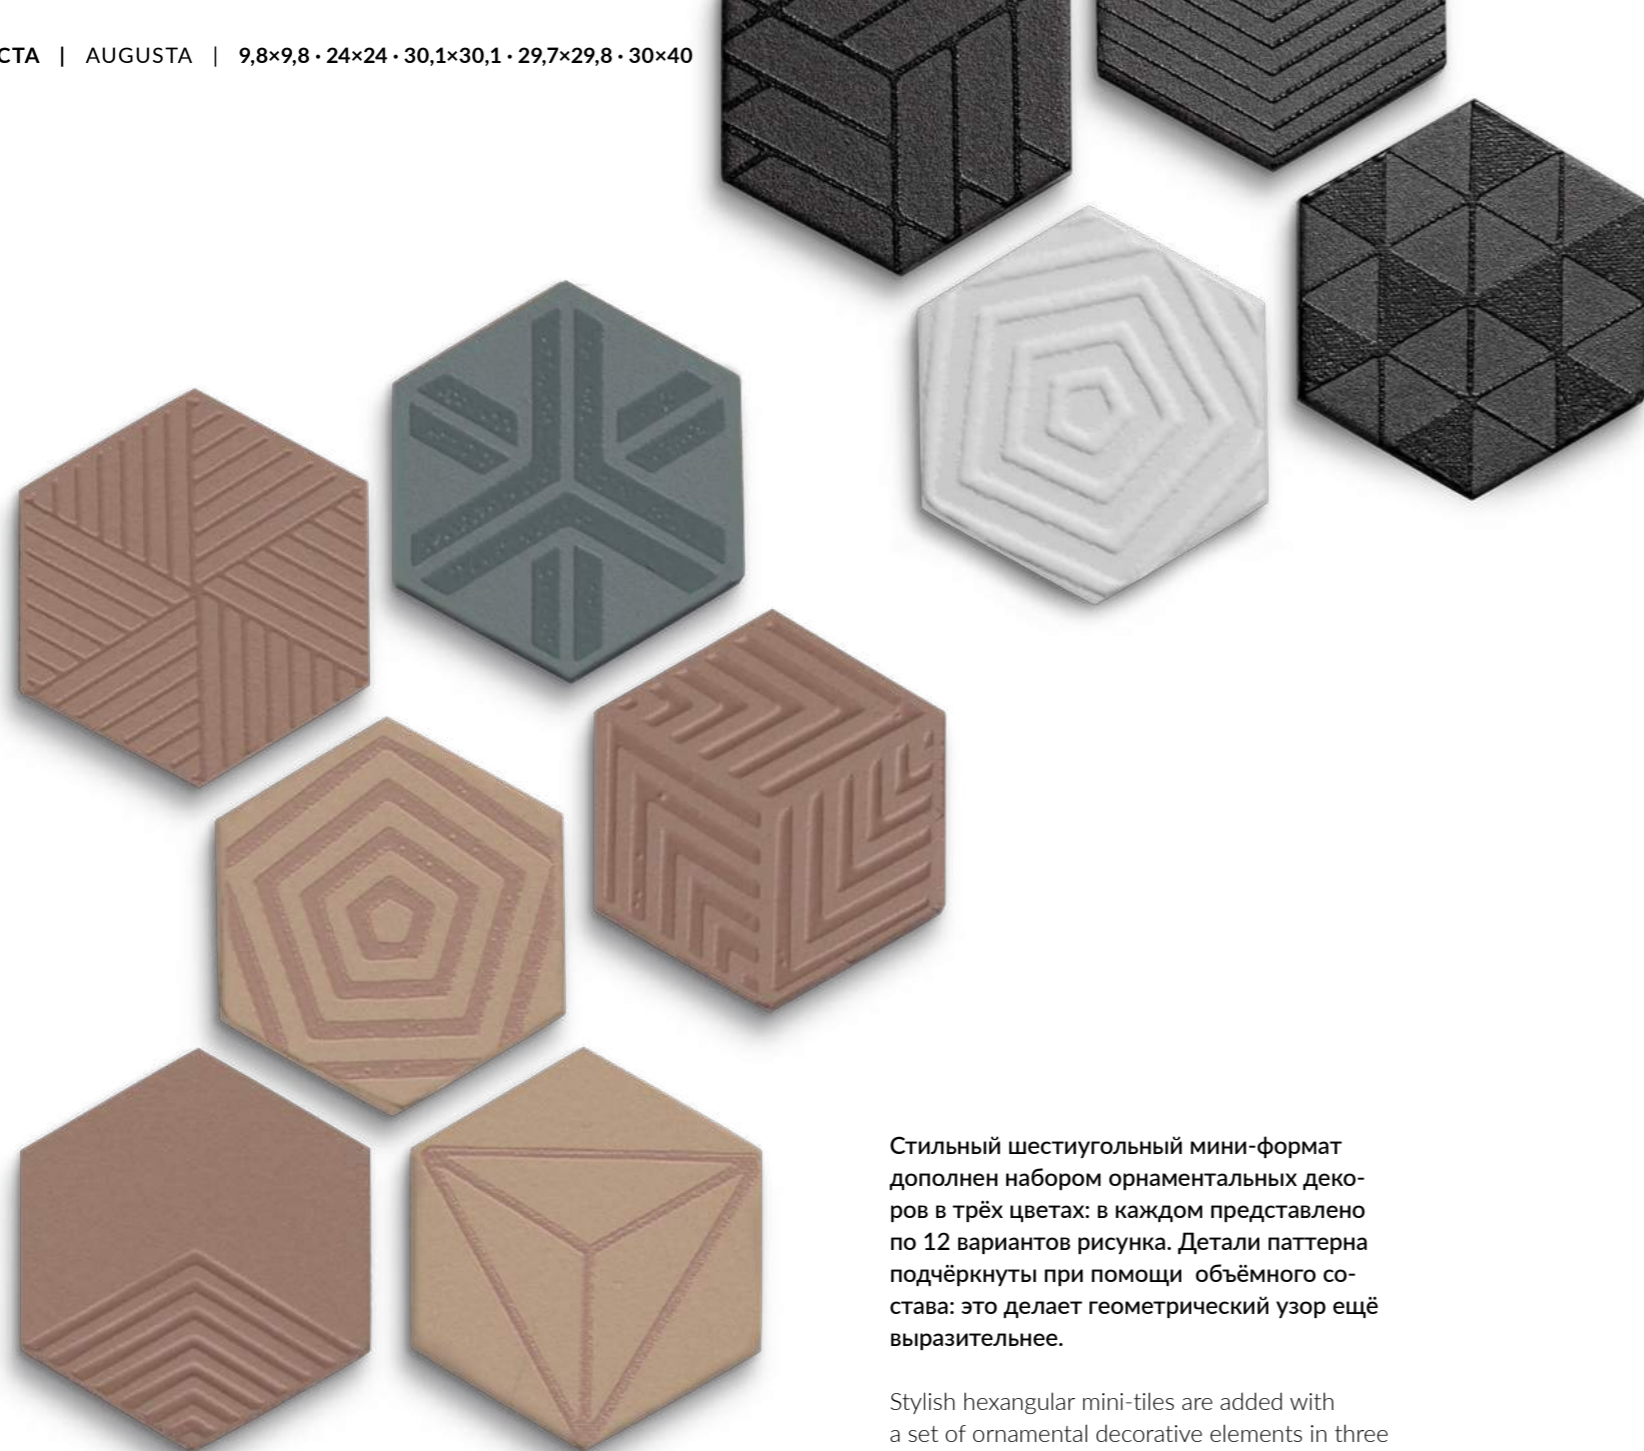 СТА | AUGUSTA | 9,8×9,8 · 24×24 · 30,1×30,1 · 29,7×29,8 · 30×40
Стильный шестиугольный мини-формат
дополнен набором орнаментальных деко-
ров в трёх цветах: в каждом представлено
по 12 вариантов рисунка. Детали паттерна
подчёркнуты при помощи  объёмного со-
става: это делает геометрический узор ещё
выразительнее.
Stylish hexangular mini-tiles are added with
a set of ornamental decorative elements in three